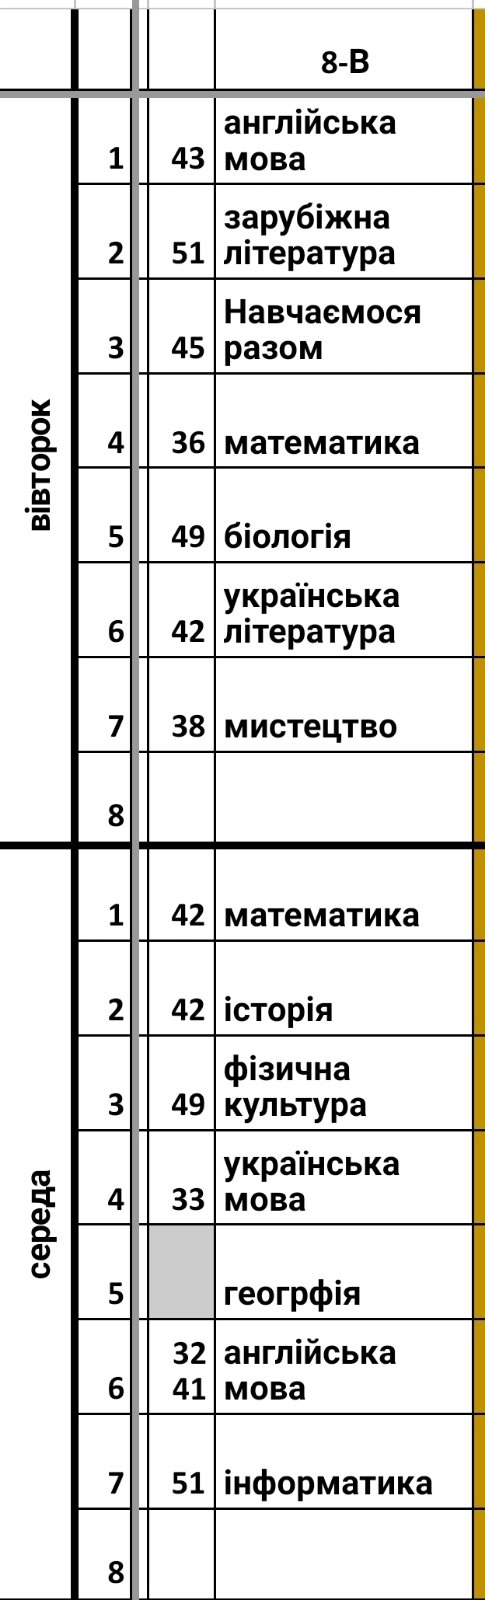 8-В
вівторок
1 43 англійська
мова
2 51 зарубіжна
література
3 45 Навчаємося
разом
4 36 математика
5 49 біологія
6 42 українська
література
7 38 мистецтво
8
середа
1 42 математика
2 42 історія
3 49 фізична
культура
4 33 українська
мова
5 геогрфія
32 англійська
6 41 мова
7 51 інформатика
8